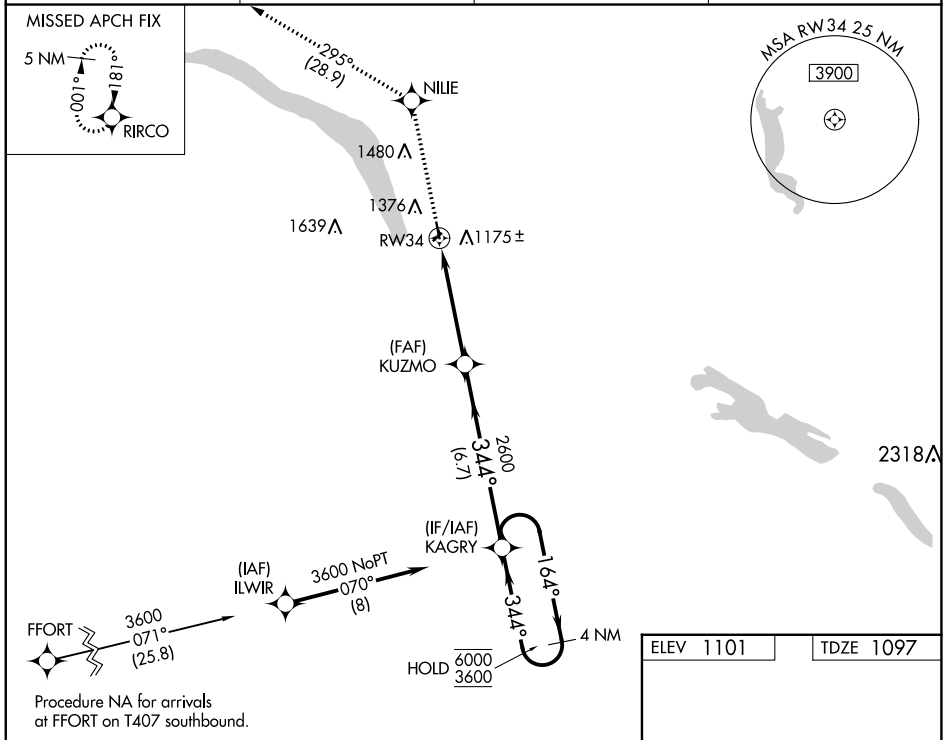 MISSED APCH FIX
5 NM
001°
181°
RIRCO
295°
(28.9)
NILIE
MSA RW34 25 NM
3900
1480
1376
1639
RW34
1175±
(FAF)
KUZMO
2600
344°
(6.7)
2318
(IF/IAF)
KAGRY
164°
344°
4 NM
HOLD
6000
3600
(IAF)
ILWIR
3600 NoPT
070°
(8)
FFORT
3600
071°
(25.8)
Procedure NA for arrivals
at FFORT on T407 southbound.
ELEV 1101
TDZE 1097